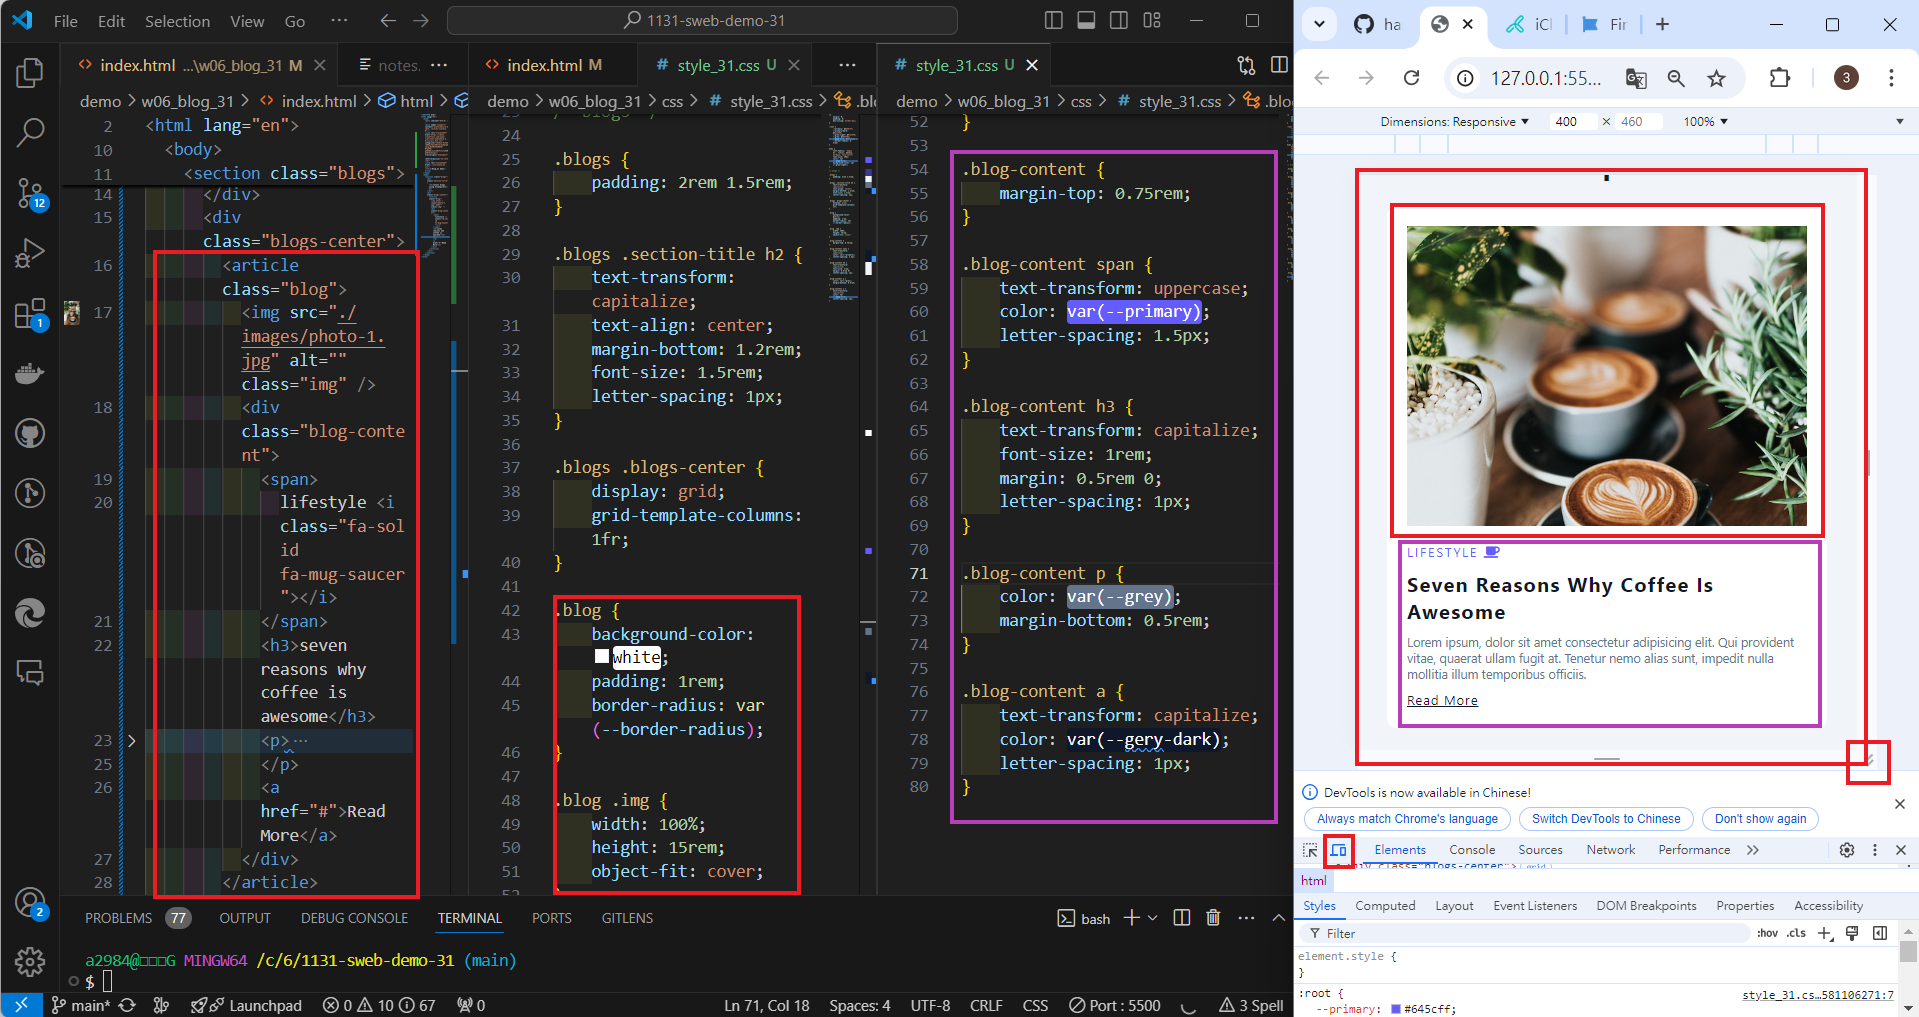 File Edit Selection View Go ··· 1131-sweb-demo-31
index.html ...\w06_blog_31 M
notes. ···
index.html M
style_31.css U
style_31.css U
demo > w06_blog_31 > index.html > html >
demo > w06_blog_31 > css > # style_31.css > .blo
demo > w06_blog_31 > css > # style_31.css > .blo
2 <html lang="en">
10 <body>
11 <section class="blogs">
14 </div>
15 <div
class="blogs-center">
16 <article
class="blog">
17 <img src="./
images/photo-1.
jpg" alt=""
class="img" />
18 <div
class="blog-conte
nt">
19 <span>
20 lifestyle <i
class="fa-sol
id
fa-mug-saucer
"></i>
21 </span>
22 <h3>seven
reasons why
coffee is
awesome</h3>
23 <p>···
25 </p>
26 <a
href="#">Read
More</a>
27 </div>
28 </article>
24
25 .blogs {
26 padding: 2rem 1.5rem;
27 }
28
29 .blogs .section-title h2 {
30 text-transform:
capitalize;
31 text-align: center;
32 margin-bottom: 1.2rem;
33 font-size: 1.5rem;
34 letter-spacing: 1px;
35 }
36
37 .blogs .blogs-center {
38 display: grid;
39 grid-template-columns:
1fr;
40 }
41
42 .blog {
43 background-color:
white;
44 padding: 1rem;
45 border-radius: var
(--border-radius);
46 }
47
48 .blog .img {
49 width: 100%;
50 height: 15rem;
51 object-fit: cover;
52 }
53
54 .blog-content {
55 margin-top: 0.75rem;
56 }
57
58 .blog-content span {
59 text-transform: uppercase;
60 color: var(--primary);
61 letter-spacing: 1.5px;
62 }
63
64 .blog-content h3 {
65 text-transform: capitalize;
66 font-size: 1rem;
67 margin: 0.5rem 0;
68 letter-spacing: 1px;
69 }
70
71 .blog-content p {
72 color: var(--grey);
73 margin-bottom: 0.5rem;
74 }
75
76 .blog-content a {
77 text-transform: capitalize;
78 color: var(--gery-dark);
79 letter-spacing: 1px;
80 }
12
1
2
PROBLEMS 77 OUTPUT DEBUG CONSOLE TERMINAL PORTS GITLENS
bash
a2984@□□□G MINGW64 /c/6/1131-sweb-demo-31 (main)
$
main* Launchpad 0 10 67 0 Ln 71, Col 18 Spaces: 4 UTF-8 CRLF CSS Port : 5500 3 Spell
ha
iCl
Fir
127.0.0.1:55...
3
Dimensions: Responsive 400 × 460 100%
LIFESTYLE
Seven Reasons Why Coffee Is
Awesome
Lorem ipsum, dolor sit amet consectetur adipisicing elit. Qui provident
vitae, quaerat ullam fugit at. Tenetur nemo alias sunt, impedit nulla
mollitia illum temporibus officiis.
Read More
DevTools is now available in Chinese!
Always match Chrome's language
Switch DevTools to Chinese
Don't show again
Elements Console Sources Network Performance
html
Styles Computed Layout Event Listeners DOM Breakpoints Properties Accessibility
Filter :hov .cls
element.style {
}
:root { style_31.cs…581106271:7
--primary: #645cff;